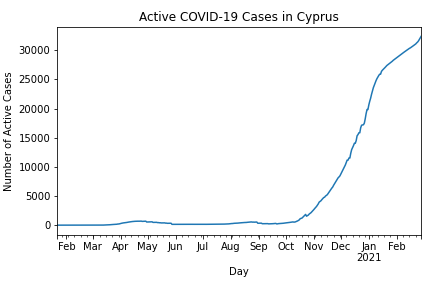 Active COVID-19 Cases in Cyprus
Number of Active Cases
30000
25000
20000
15000
10000
5000
0
Feb Mar Apr May Jun Jul Aug Sep Oct Nov Dec Jan Feb
2021
Day